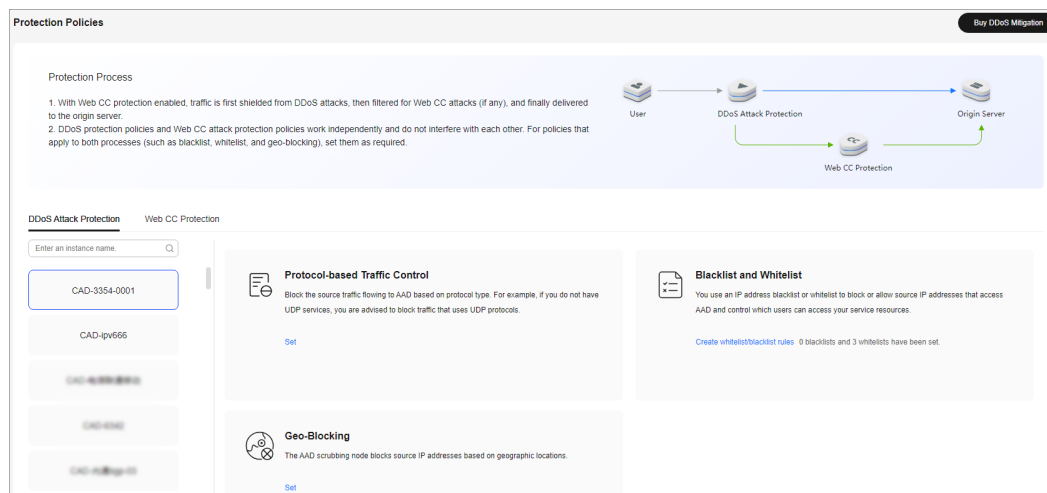 Protection Policies
Buy DDoS Mitigation
Protection Process
1. With Web CC protection enabled, traffic is first shielded from DDoS attacks, then filtered for Web CC attacks (if any), and finally delivered
to the origin server.
2. DDoS protection policies and Web CC attack protection policies work independently and do not interfere with each other. For policies that
apply to both processes (such as blacklist, whitelist, and geo-blocking), set them as required.
User
DDoS Attack Protection
Origin Server
Web CC Protection
DDoS Attack Protection
Web CC Protection
Enter an instance name.
CAD-3354-0001
CAD-ipv666
Protocol-based Traffic Control
Block the source traffic flowing to AAD based on protocol type. For example, if you do not have
UDP services, you are advised to block traffic that uses UDP protocols.
Set
Blacklist and Whitelist
You use an IP address blacklist or whitelist to block or allow source IP addresses that access
AAD and control which users can access your service resources.
Create whitelist/blacklist rules 0 blacklists and 3 whitelists have been set.
Geo-Blocking
The AAD scrubbing node blocks source IP addresses based on geographic locations.
Set